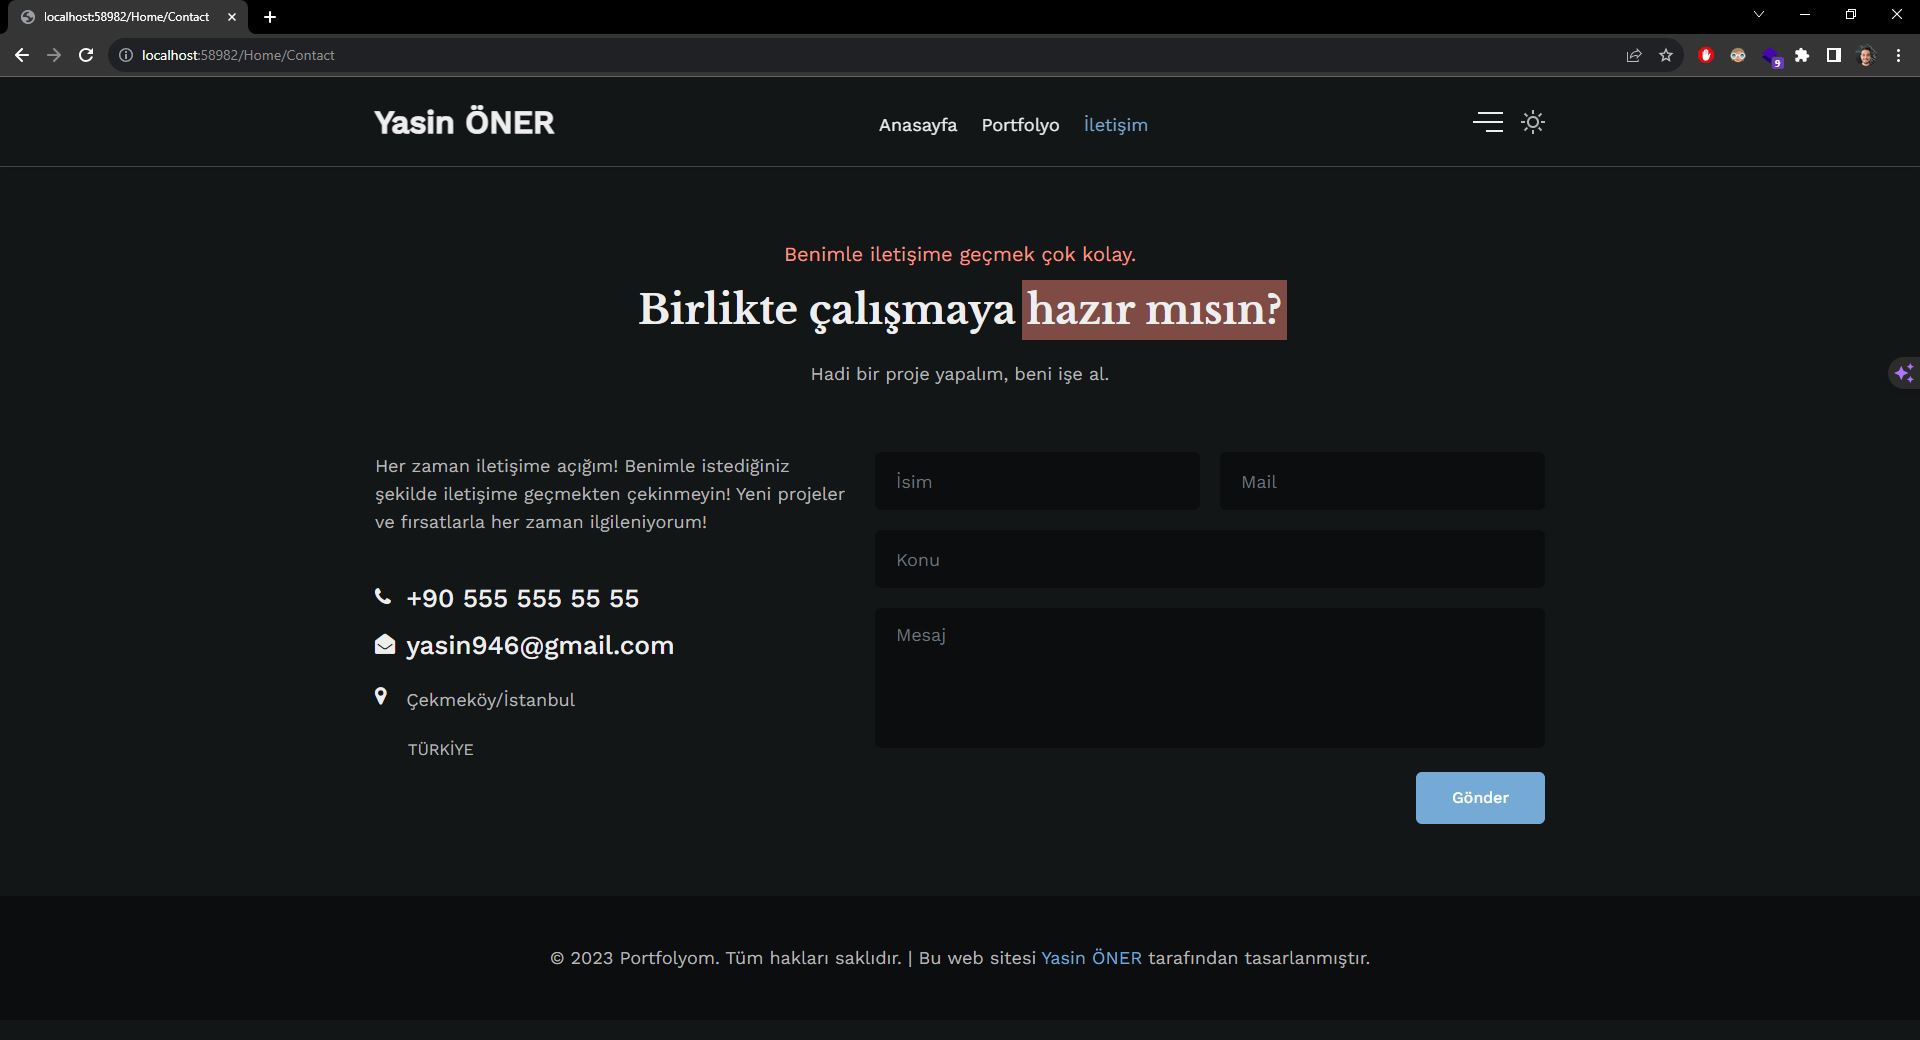 localhost:58982/Home/Contact
localhost:58982/Home/Contact
9
Yasin ÖNER
Anasayfa Portfolyo İletişim
Benimle iletişime geçmek çok kolay.
Birlikte çalışmaya hazır mısın?
Hadi bir proje yapalım, beni işe al.
Her zaman iletişime açığım! Benimle istediğiniz
şekilde iletişime geçmekten çekinmeyin! Yeni projeler
ve fırsatlarla her zaman ilgileniyorum!
+90 555 555 55 55
yasin946@gmail.com
Çekmeköy/İstanbul
TÜRKİYE
İsim
Mail
Konu
Mesaj
Gönder
© 2023 Portfolyom. Tüm hakları saklıdır. | Bu web sitesi Yasin ÖNER tarafından tasarlanmıştır.